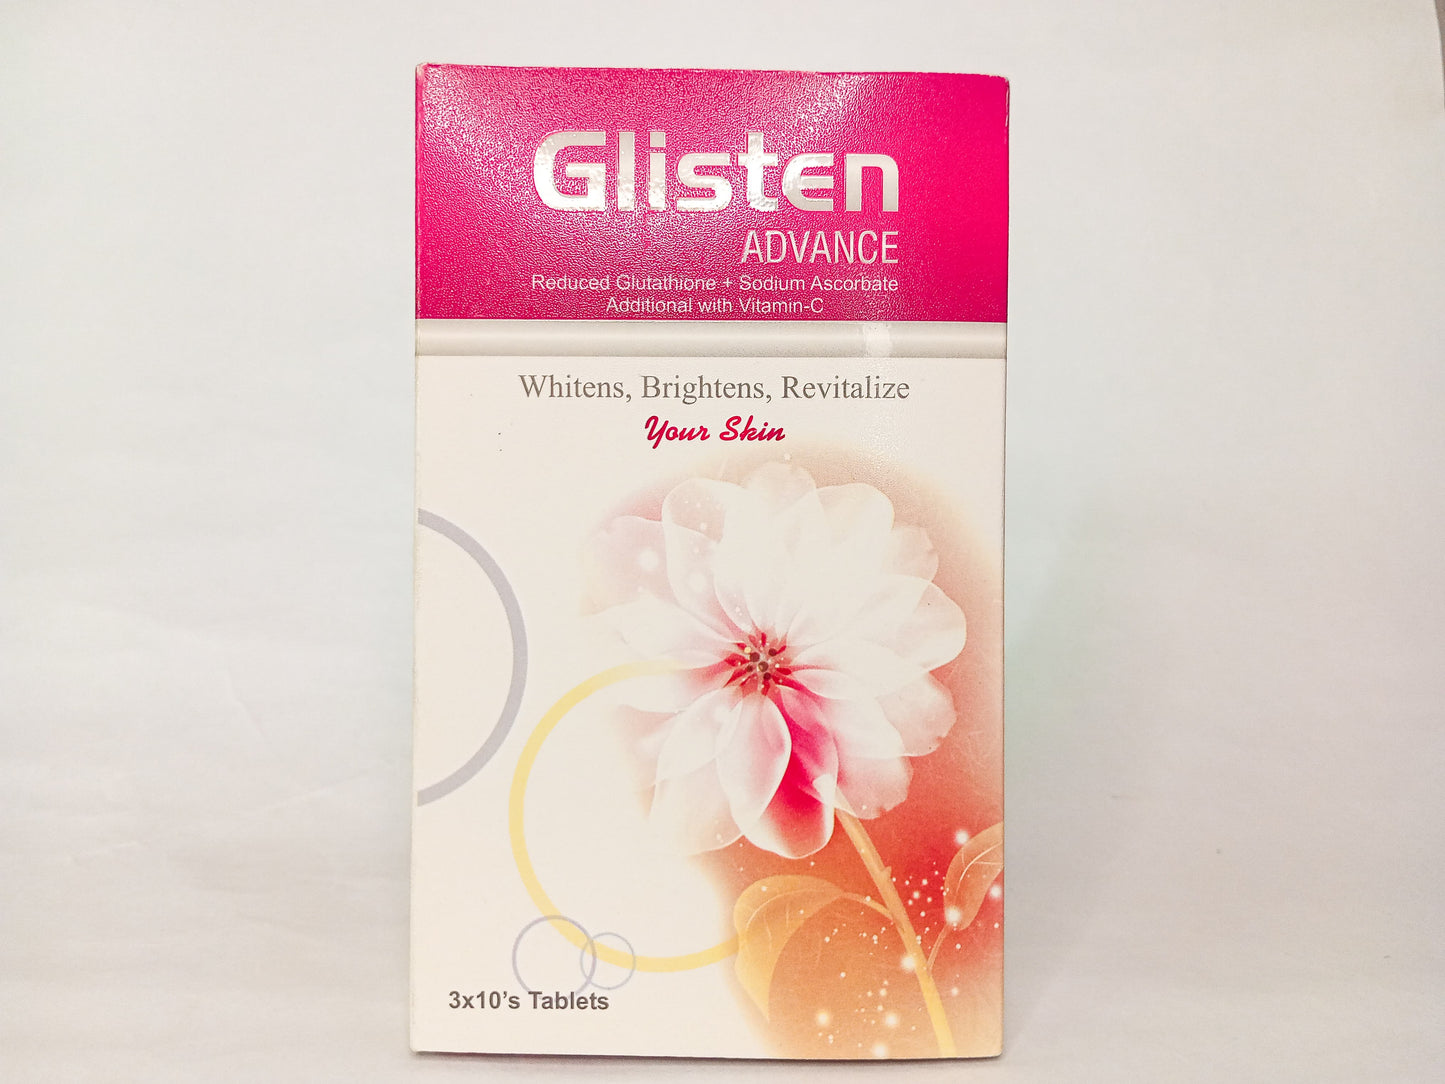 Glisten
ADVANCE
Reduced Glutathione + Sodium Ascorbate
Additional with Vitamin-C
Whitens, Brightens, Revitalize
Your Skin
3x10's Tablets